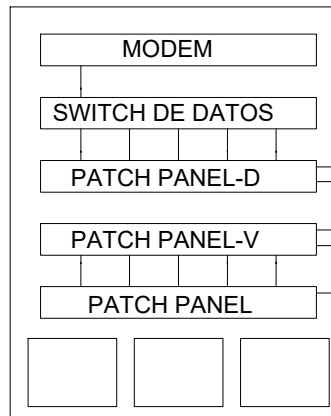 MODEM
SWITCH DE DATOS
PATCH PANEL-D
PATCH PANEL-V
PATCH PANEL